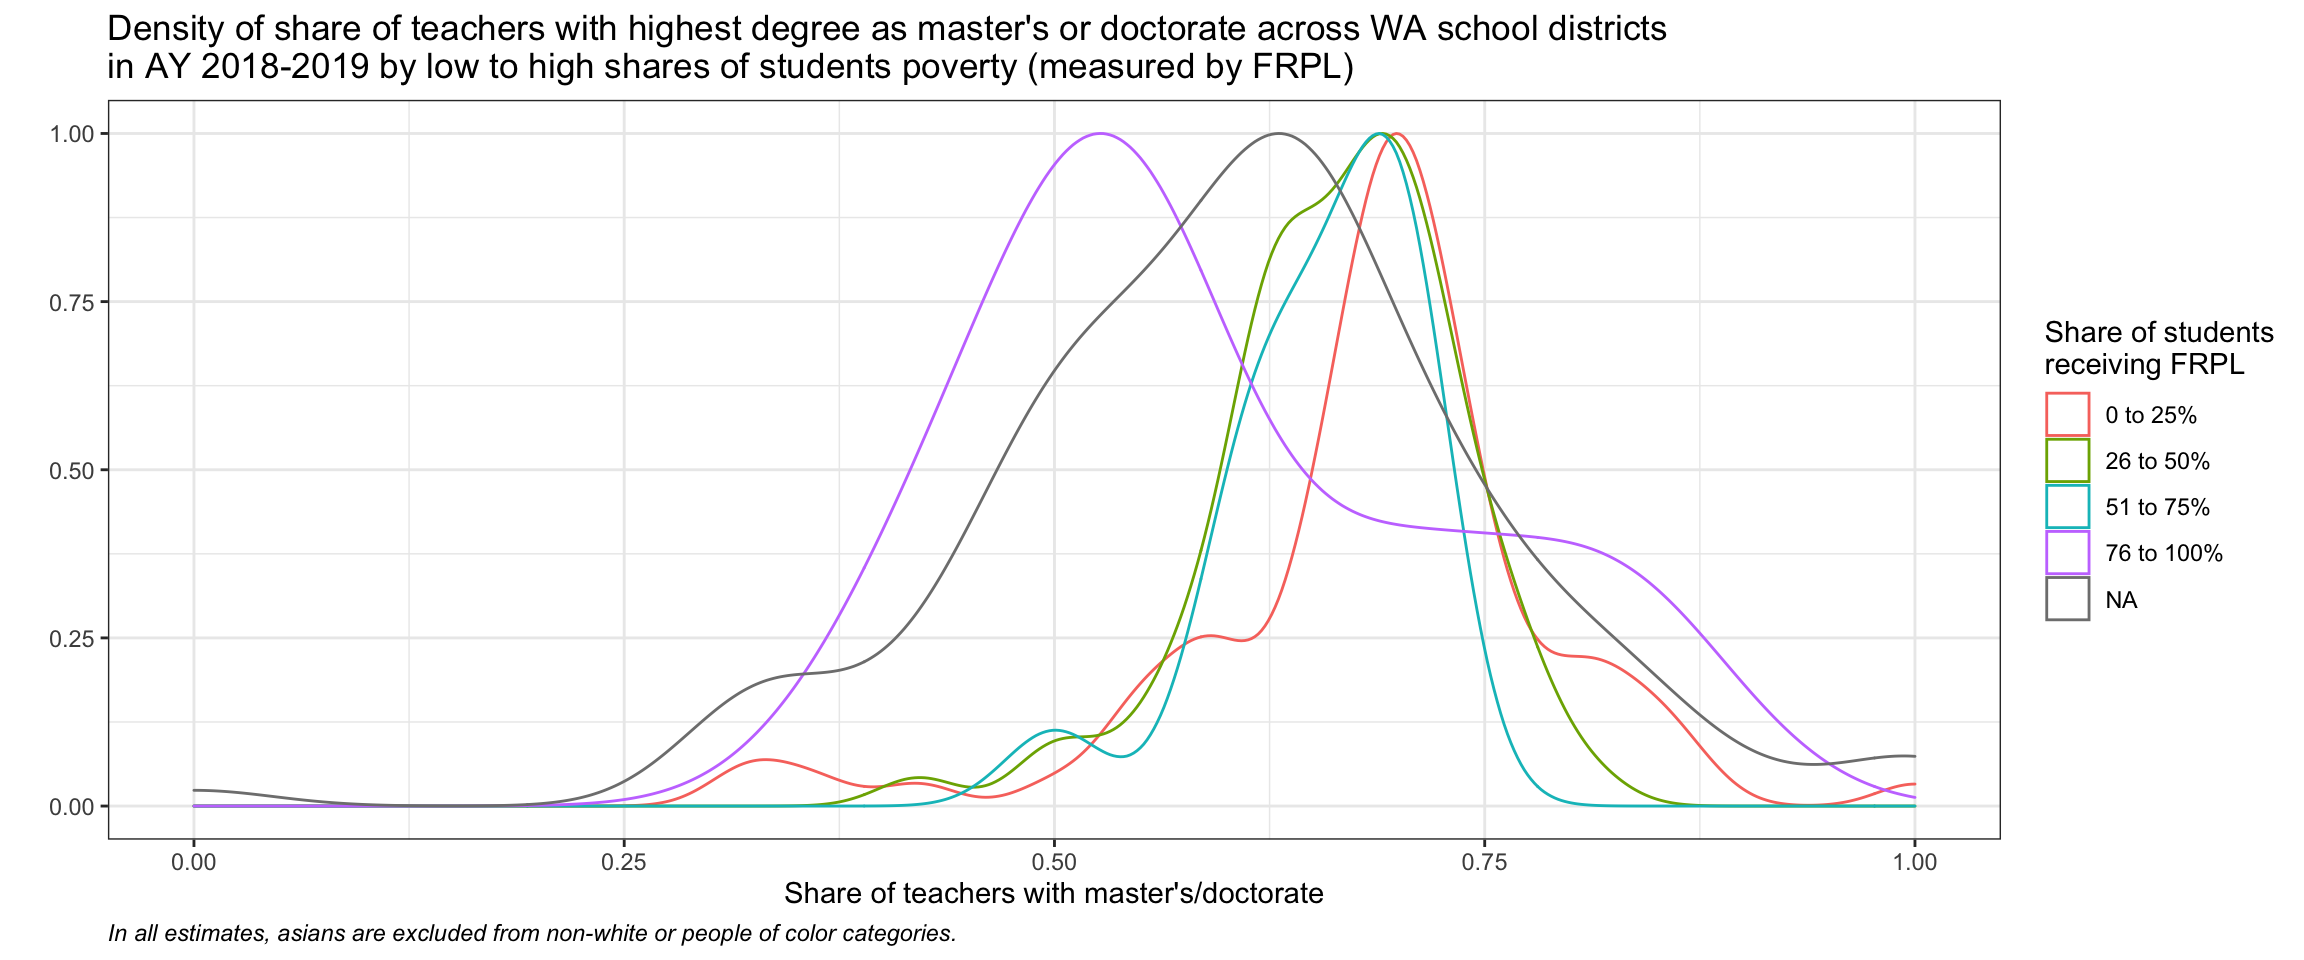 Density of share of teachers with highest degree as master's or doctorate across WA school districts
in AY 2018-2019 by low to high shares of students poverty (measured by FRPL)
1.00
0.75
0.50
0.25
0.00
0.00
0.25
0.50
0.75
1.00
Share of teachers with master's/doctorate
Share of students
receiving FRPL
0 to 25%
26 to 50%
51 to 75%
76 to 100%
NA
In all estimates, asians are excluded from non-white or people of color categories.